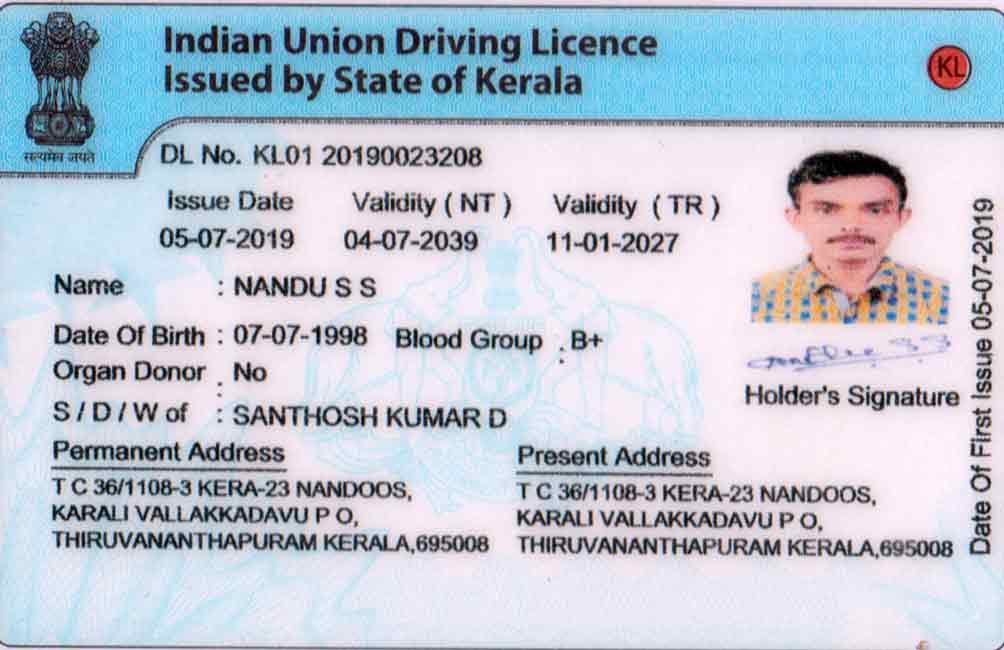 Indian Union Driving Licence
Issued by State of Kerala
KL
सत्यमेव जयते
DL No. KL01 20190023208
Issue Date Validity ( NT ) Validity ( TR )
05-07-2019 04-07-2039 11-01-2027
Name : NANDU S S
Date Of Birth : 07-07-1998 Blood Group : B+
Organ Donor : No
S / D / W of : SANTHOSH KUMAR D
Holder's Signature
Permanent Address
T C 36/1108-3 KERA-23 NANDOOS,
KARALI VALLAKKADAVU P O,
THIRUVANANTHAPURAM KERALA,695008
Present Address
T C 36/1108-3 KERA-23 NANDOOS,
KARALI VALLAKKADAVU P O,
THIRUVANANTHAPURAM KERALA,695008
Date Of First Issue 05-07-2019